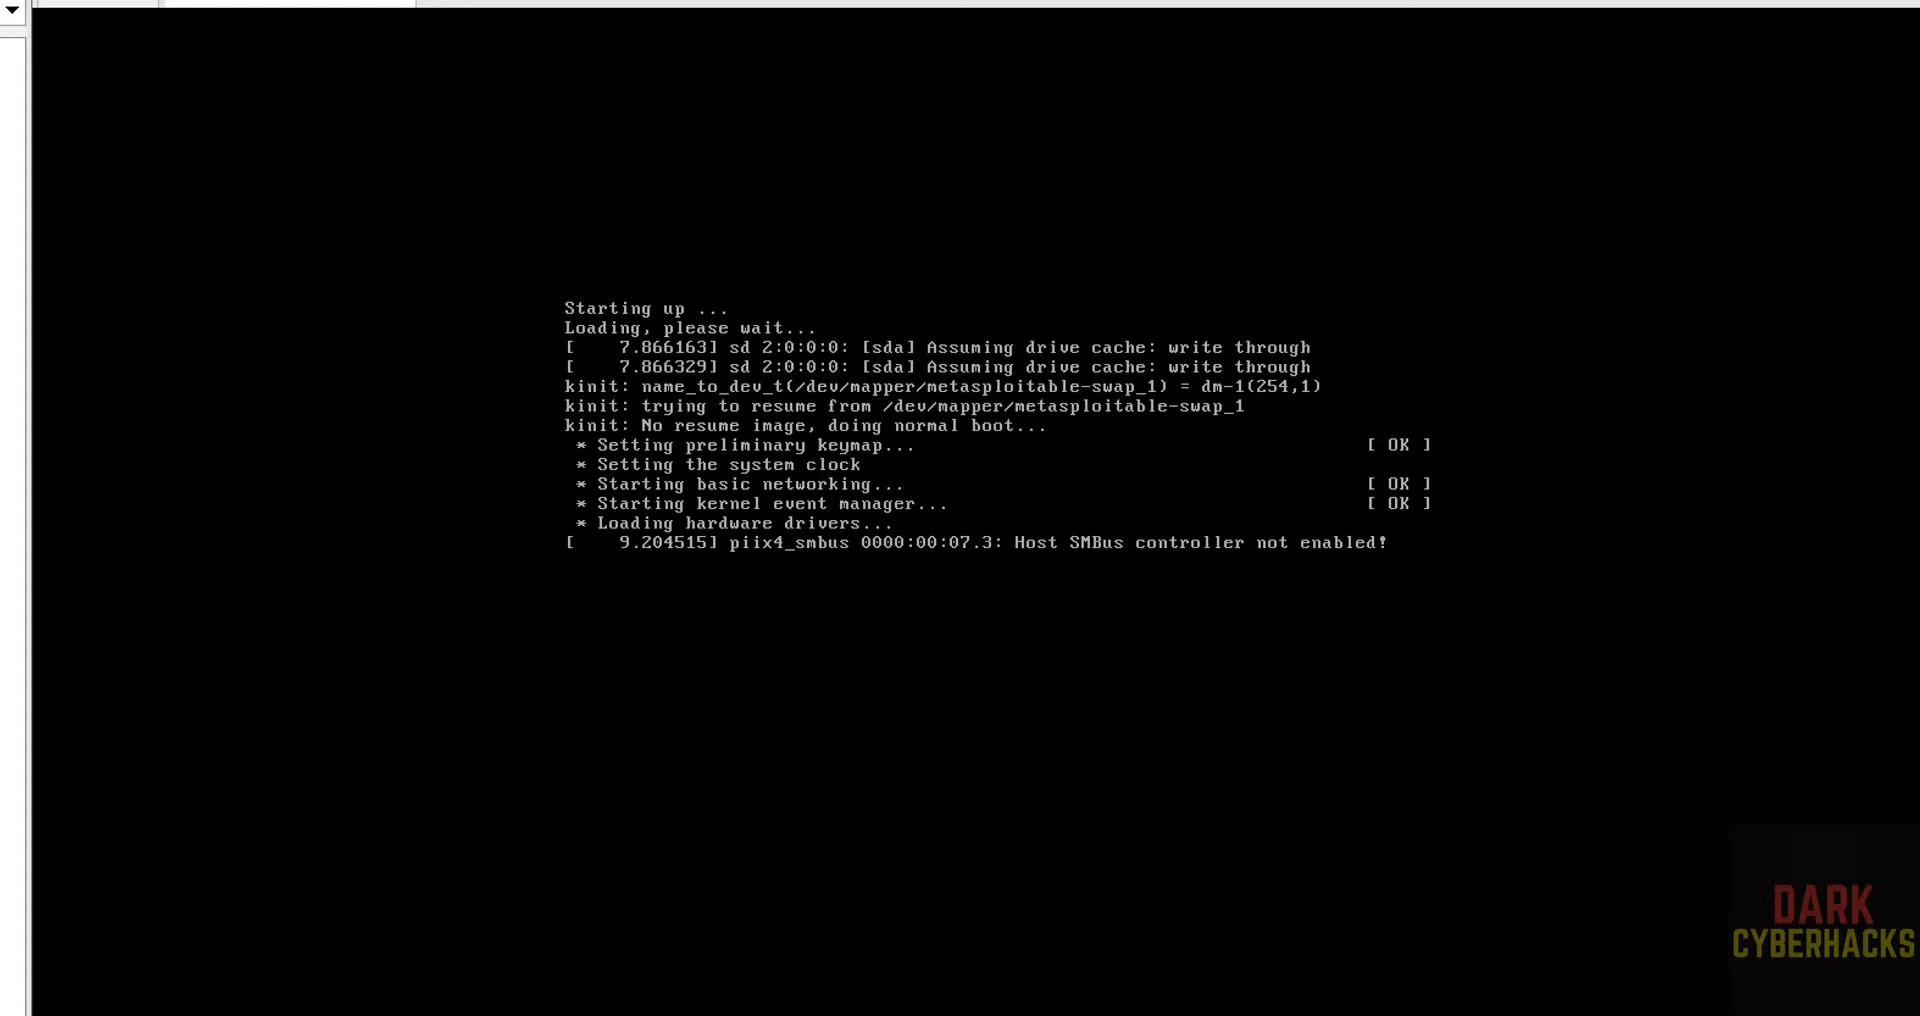 Starting up ...
Loading, please wait...
[    7.866163] sd 2:0:0:0: [sda] Assuming drive cache: write through
[    7.866329] sd 2:0:0:0: [sda] Assuming drive cache: write through
kinit: name_to_dev_t(/dev/mapper/metasploitable-swap_1) = dm-1(254,1)
kinit: trying to resume from /dev/mapper/metasploitable-swap_1
kinit: No resume image, doing normal boot...
* Setting preliminary keymap... [ OK ]
* Setting the system clock
* Starting basic networking... [ OK ]
* Starting kernel event manager... [ OK ]
* Loading hardware drivers...
[    9.204515] piix4_smbus 0000:00:07.3: Host SMBus controller not enabled!
DARK
CYBERHACKS